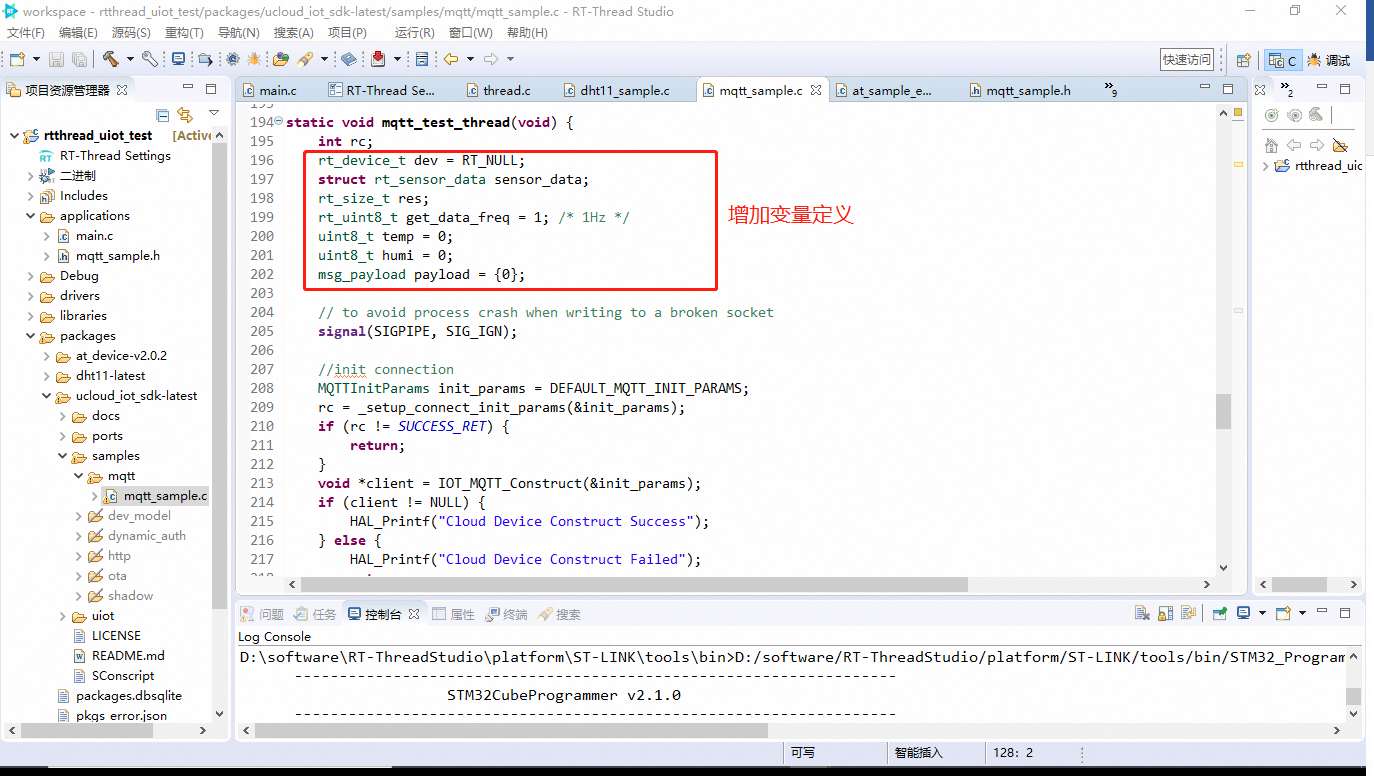 workspace - rtthread_uiot_test/packages/ucloud_iot_sdk-latest/samples/mqtt/mqtt_sample.c - RT-Thread Studio
文件(F) 编辑(E) 源码(S) 重构(T) 导航(N) 搜索(A) 项目(P) 运行(R) 窗口(W) 帮助(H)
快速访问 C 调试
项目资源管理器
main.c RT-Thread Se... thread.c dht11_sample.c mqtt_sample.c at_sample_e... mqtt_sample.h »9 »2
rtthread_uiot_test [Active
RT-Thread Settings
二进制
Includes
applications
main.c
mqtt_sample.h
Debug
drivers
libraries
packages
at_device-v2.0.2
dht11-latest
ucloud_iot_sdk-latest
docs
ports
samples
mqtt
mqtt_sample.c
dev_model
dynamic_auth
http
ota
shadow
uiot
LICENSE
README.md
SConscript
packages.dbsqlite
pkgs_error.json
194 static void mqtt_test_thread(void) {
195 int rc;
196 rt_device_t dev = RT_NULL;
197 struct rt_sensor_data sensor_data;
198 rt_size_t res;
199 rt_uint8_t get_data_freq = 1; /* 1Hz */
200 uint8_t temp = 0;
201 uint8_t humi = 0;
202 msg_payload payload = {0};
203
204 // to avoid process crash when writing to a broken socket
205 signal(SIGPIPE, SIG_IGN);
206
207 //init connection
208 MQTTInitParams init_params = DEFAULT_MQTT_INIT_PARAMS;
209 rc = _setup_connect_init_params(&init_params);
210 if (rc != SUCCESS_RET) {
211 return;
212 }
213 void *client = IOT_MQTT_Construct(&init_params);
214 if (client != NULL) {
215 HAL_Printf("Cloud Device Construct Success");
216 } else {
217 HAL_Printf("Cloud Device Construct Failed");
增加变量定义
rtthread_uic
问题 任务 控制台 属性 终端 搜索
Log Console
D:\software\RT-ThreadStudio\platform\ST-LINK\tools\bin>D:/software/RT-ThreadStudio/platform/ST-LINK/tools/bin/STM32_Program
-------------------------------------------------------------------
STM32CubeProgrammer v2.1.0
-------------------------------------------------------------------
可写 智能插入 128: 2